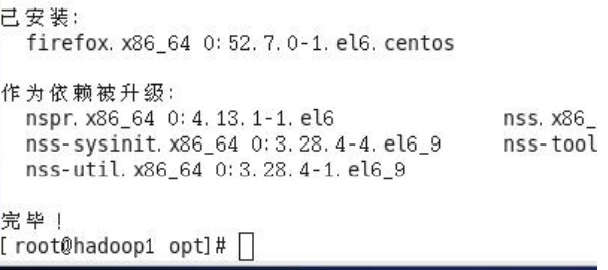 已安装:
firefox.x86_64 0:52.7.0-1.el6.centos
作为依赖被升级:
nspr.x86_64 0:4.13.1-1.el6 nss.x86_
nss-sysinit.x86_64 0:3.28.4-4.el6_9 nss-tool
nss-util.x86_64 0:3.28.4-1.el6_9
完毕！
[root@hadoop1 opt]#